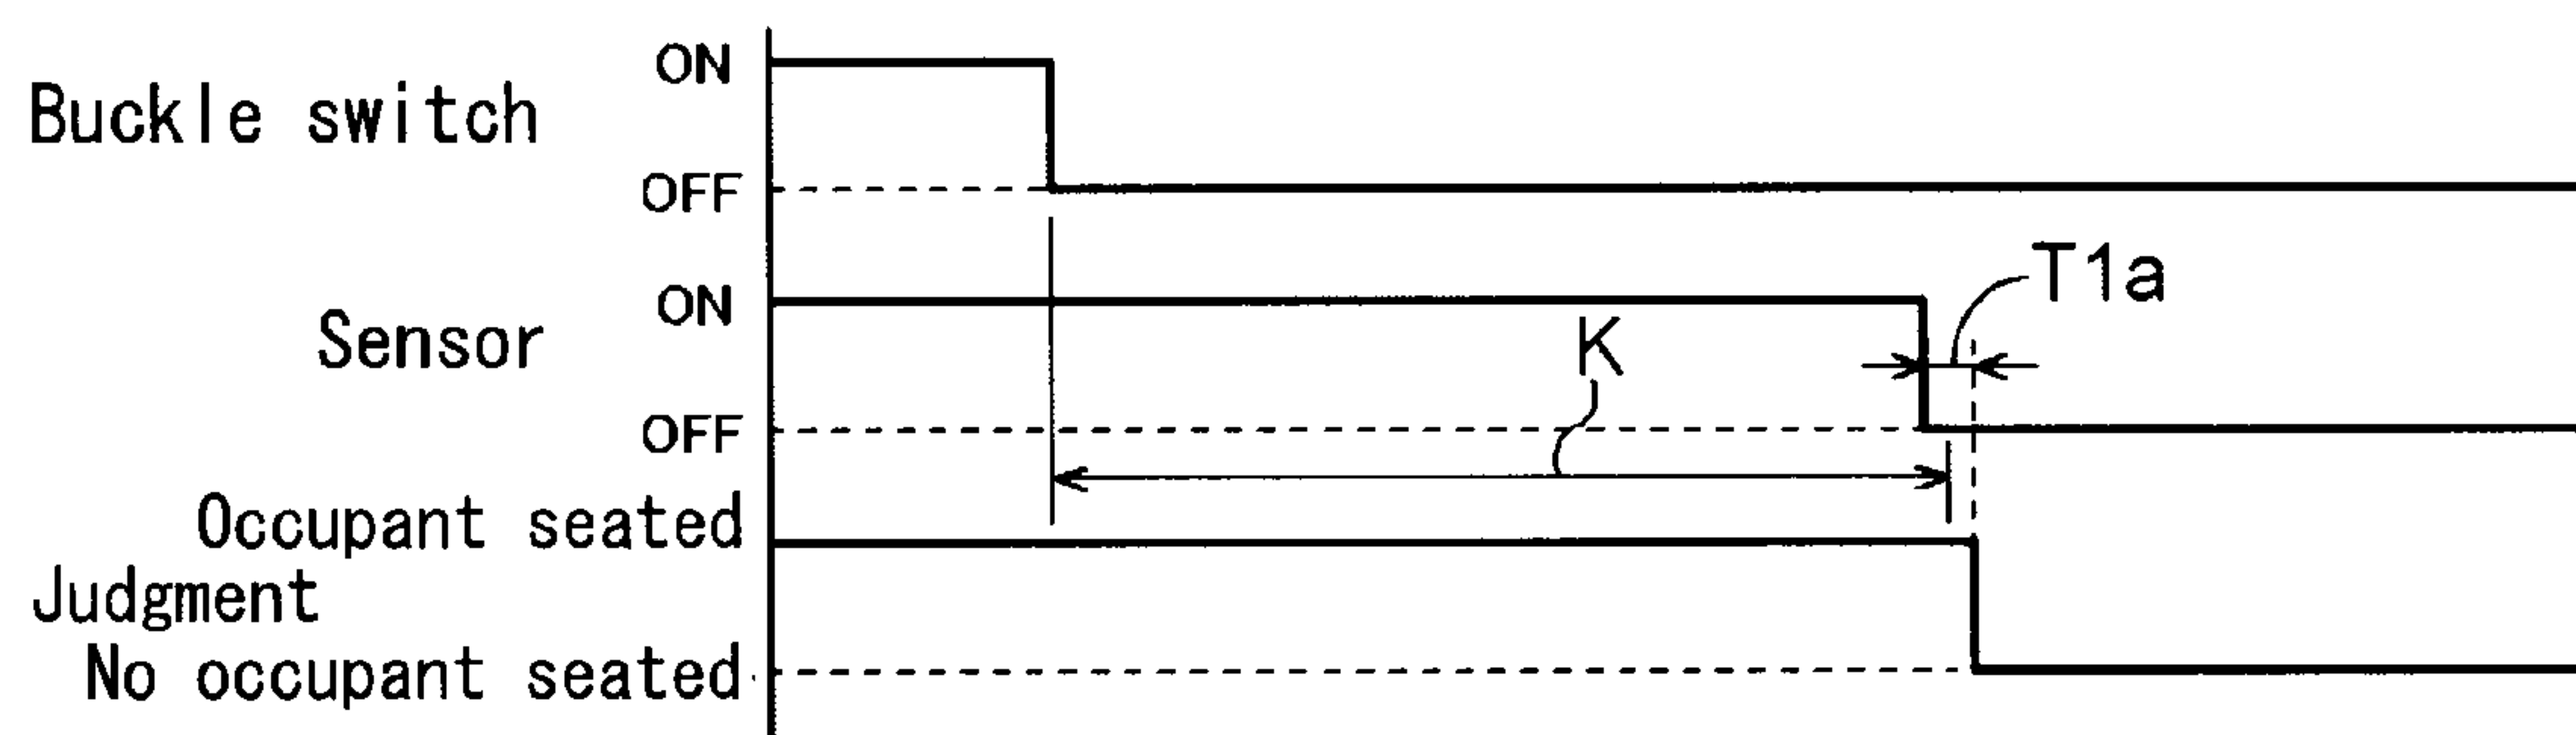 ON
Buckle switch
OFF
T1a
ON
Sensor
K
OFF
Occupant seated
Judgment
No occupant seated